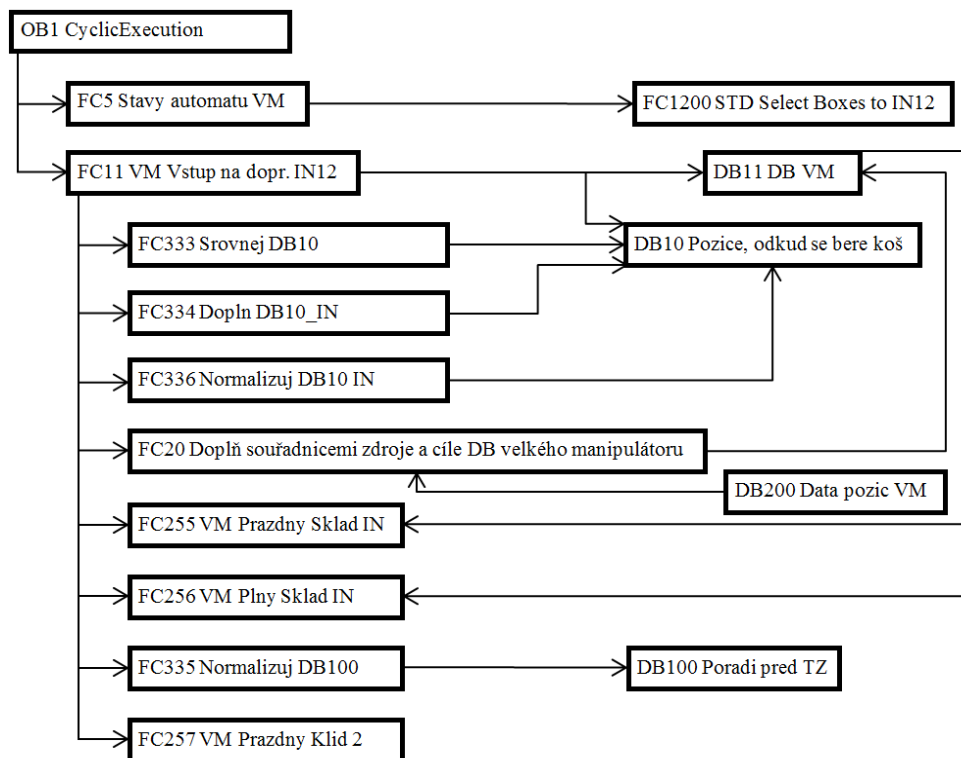 OB1 CyclicExecution
FC5 Stavy automatu VM
FC1200 STD Select Boxes to IN12
FC11 VM Vstup na dopr. IN12
DB11 DB VM
FC333 Srovnej DB10
DB10 Pozice, odkud se bere koš
FC334 Dopln DB10_IN
FC336 Normalizuj DB10 IN
FC20 Doplň souřadnicemi zdroje a cíle DB velkého manipulátoru
DB200 Data pozic VM
FC255 VM Prazdny Sklad IN
FC256 VM Plny Sklad IN
FC335 Normalizuj DB100
DB100 Poradi pred TZ
FC257 VM Prazdny Klid 2